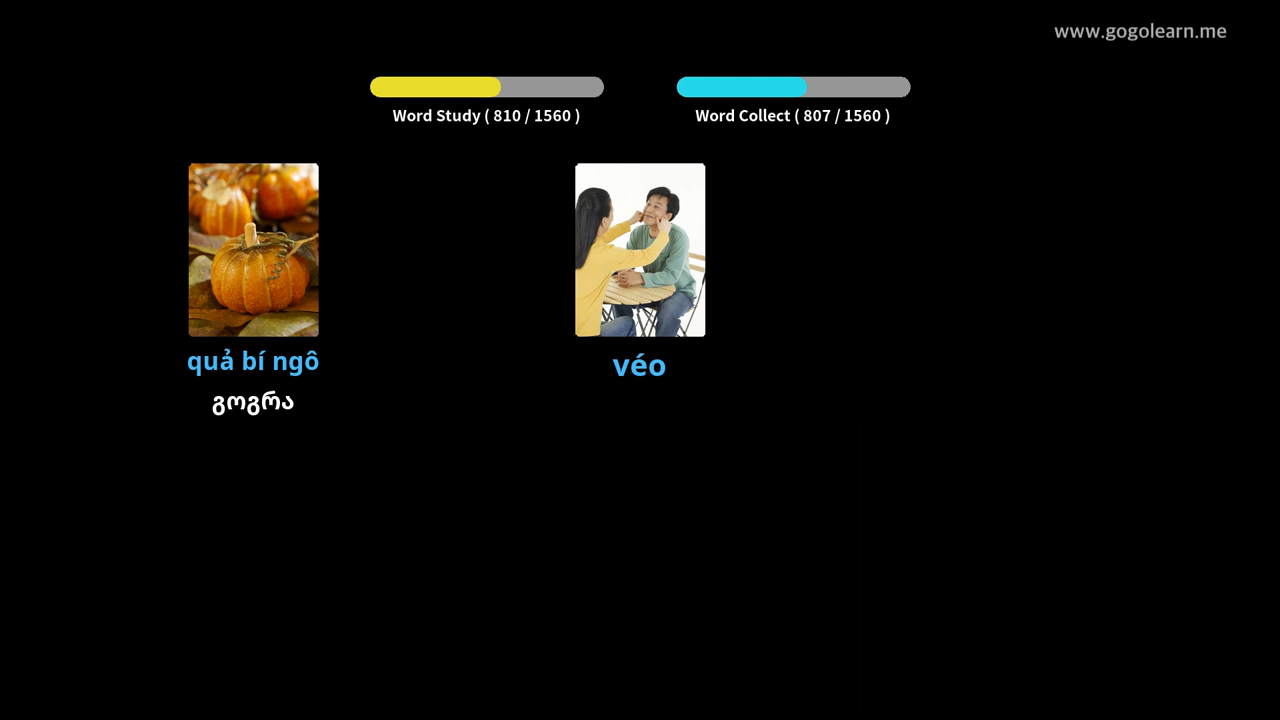 www.gogolearn.me
Word Study ( 810 / 1560 )
Word Collect ( 807 / 1560 )
quả bí ngô
გოგრა
véo